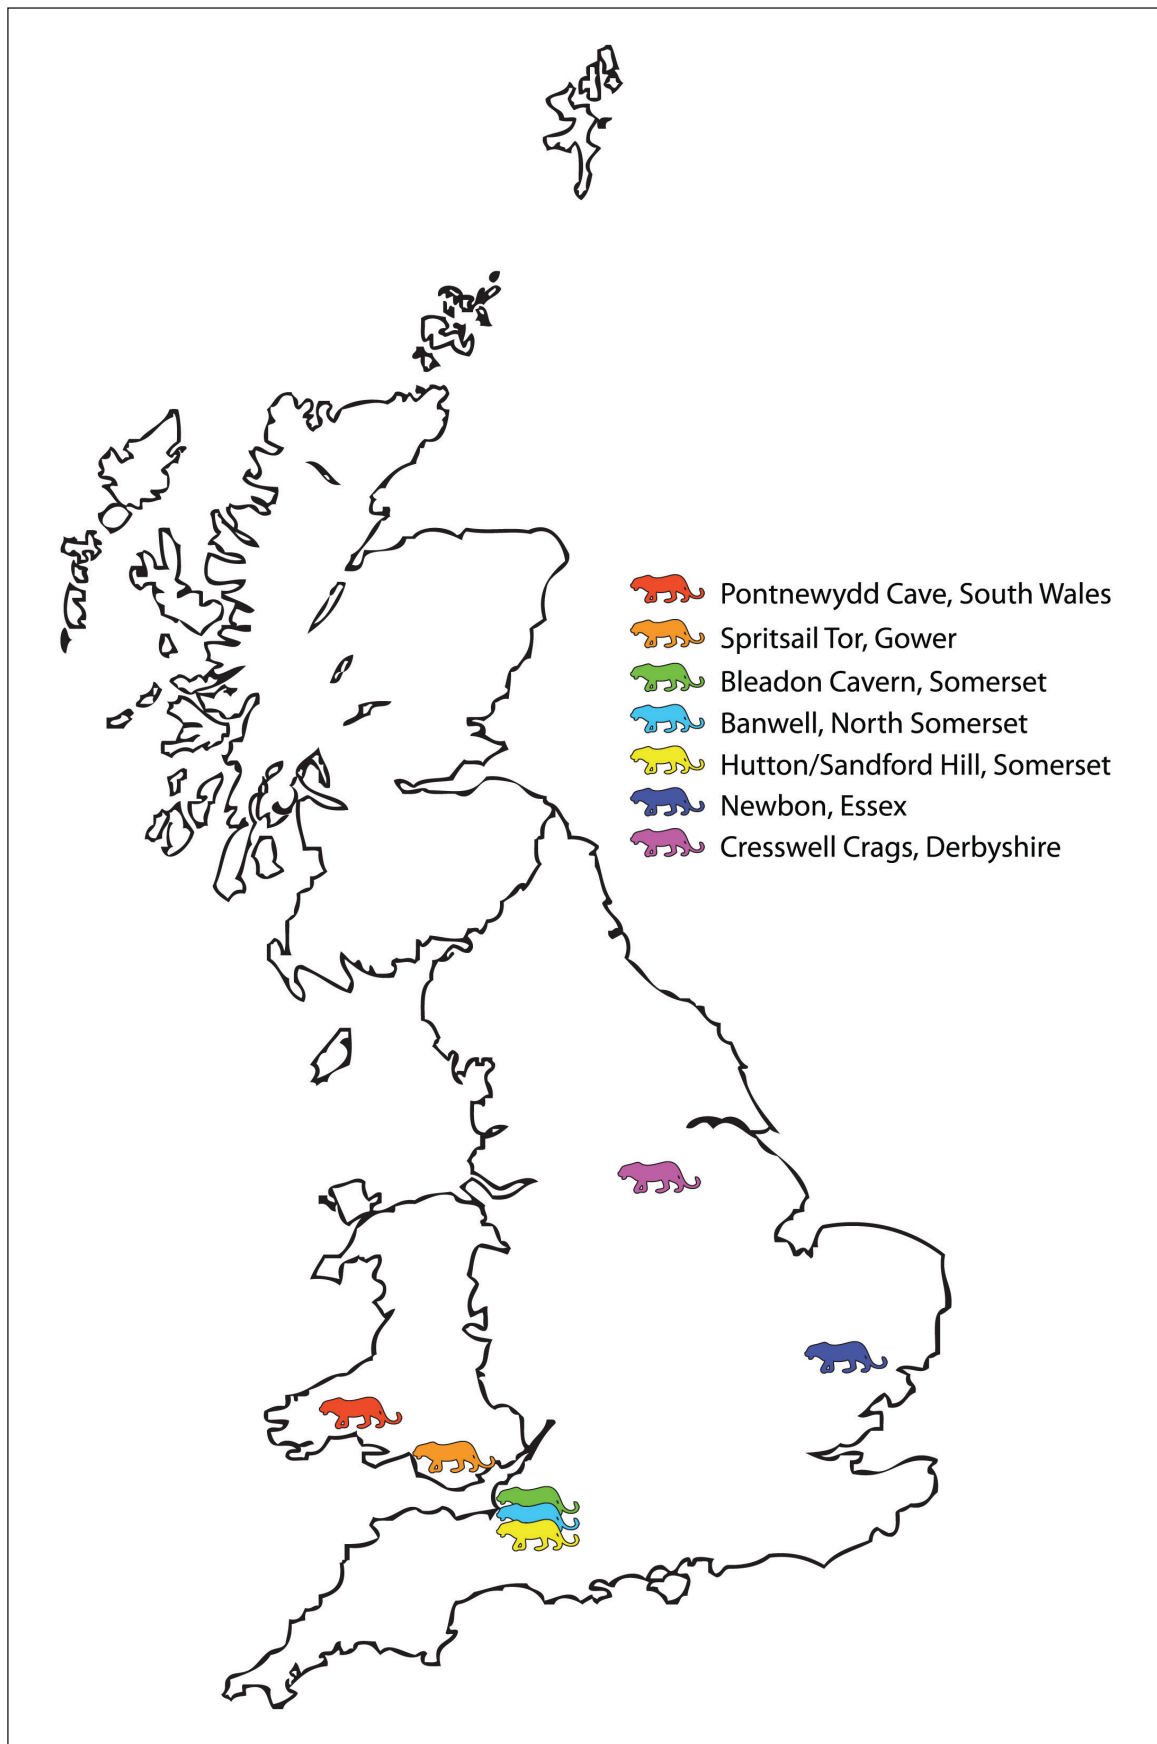 Pontnewydd Cave, South Wales
Spritsail Tor, Gower
Bleadon Cavern, Somerset
Banwell, North Somerset
Hutton/Sandford Hill, Somerset
Newbon, Essex
Cresswell Crags, Derbyshire